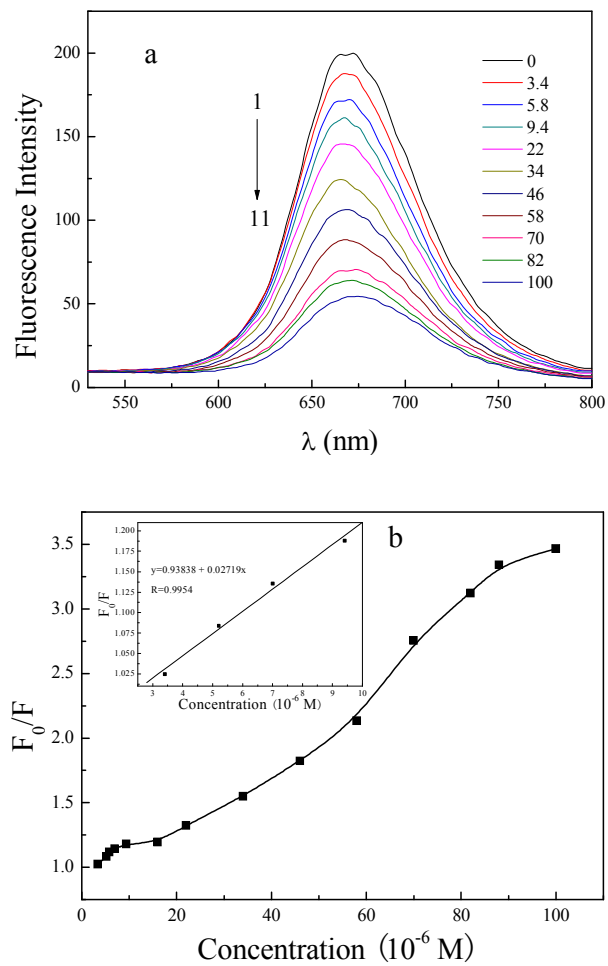 a
Fluorescence Intensity
200
150
100
50
0
1
11
0
3.4
5.8
9.4
22
34
46
58
70
82
100
550 600 650 700 750 800
λ (nm)
b
F₀/F
3.5
3.0
2.5
2.0
1.5
1.0
0 20 40 60 80 100
Concentration (10⁻⁶ M)
F₀/F
1.200
1.175
1.150
1.125
1.100
1.075
1.050
1.025
y=0.93838 + 0.02719x
R=0.9954
3 4 5 6 7 8 9 10
Concentration (10⁻⁶ M)